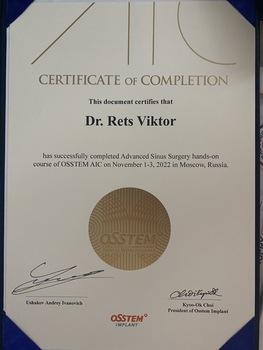 AIC
CERTIFICATE OF COMPLETION
This document certifies that
Dr. Rets Viktor
has successfully completed Advanced Sinus Surgery hands-on
course of OSSTEM AIC on November 1-3, 2022 in Moscow, Russia.
OSSTEM
IMPLANT
Ushakov Andrey Ivanovich
Kyoo-Ok Choi
President of Osstem Implant
OSSTEM
IMPLANT